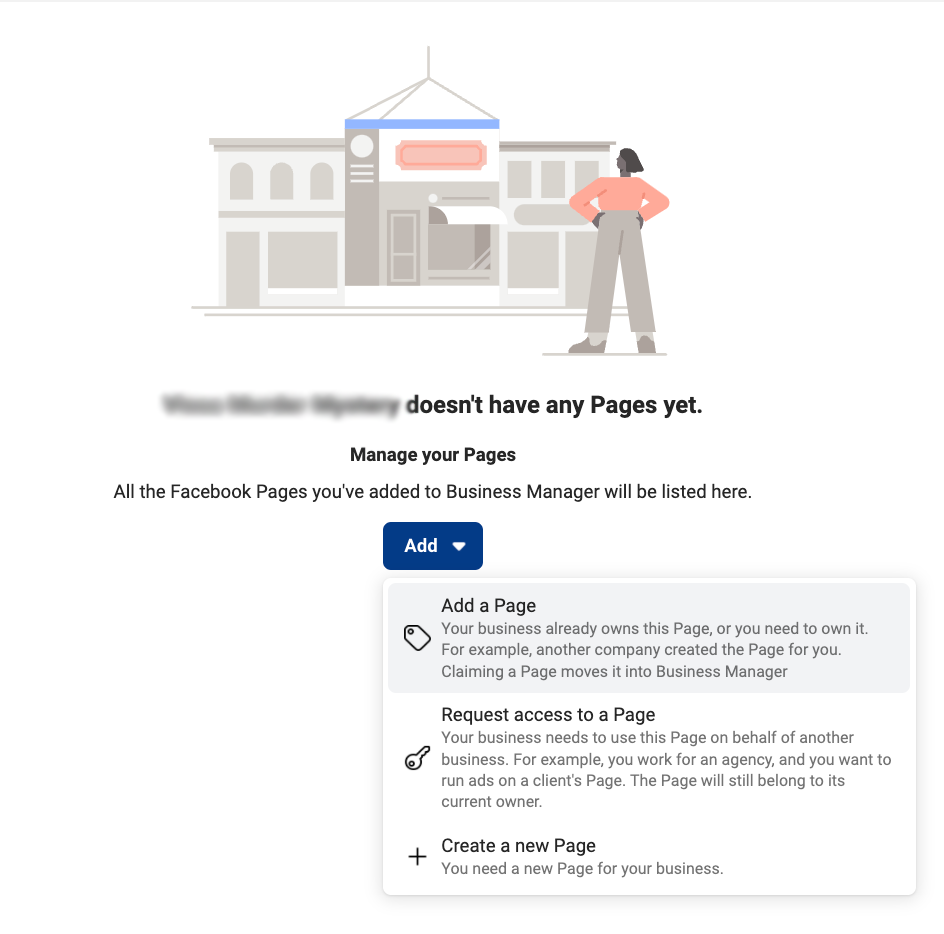 doesn't have any Pages yet.
Manage your Pages
All the Facebook Pages you've added to Business Manager will be listed here.
Add
Add a Page
Your business already owns this Page, or you need to own it.
For example, another company created the Page for you.
Claiming a Page moves it into Business Manager
Request access to a Page
Your business needs to use this Page on behalf of another
business. For example, you work for an agency, and you want to
run ads on a client's Page. The Page will still belong to its
current owner.
Create a new Page
You need a new Page for your business.